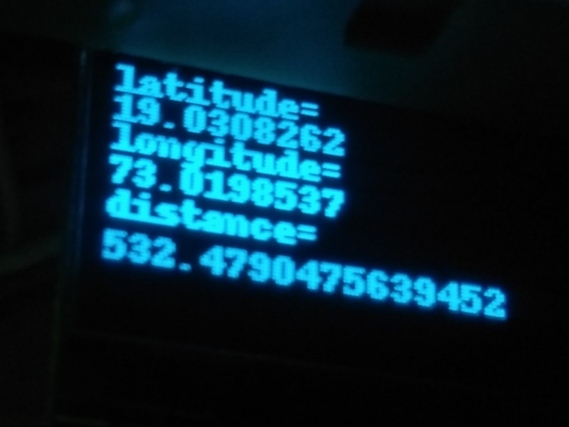 latitude=
19.0308262
longitude=
73.0198537
distance=
532.4790475639452